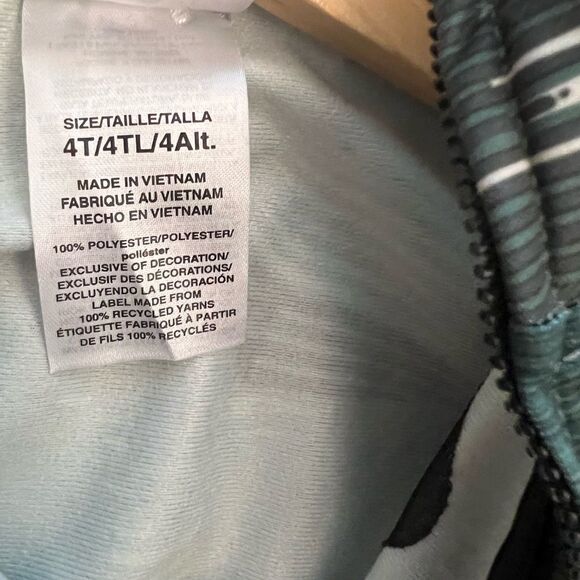 SIZE/TAILLE/TALLA
4T/4TL/4Alt.
MADE IN VIETNAM
FABRIQUÉ AU VIETNAM
HECHO EN VIETNAM
100% POLYESTER/POLYESTER/
poliéster
EXCLUSIVE OF DECORATION/
EXCLUSIF DES DÉCORATIONS/
EXCLUYENDO LA DECORACIÓN
LABEL MADE FROM
100% RECYCLED YARNS
ÉTIQUETTE FABRIQUÉ À PARTIR
DE FILS 100% RECYCLÉS